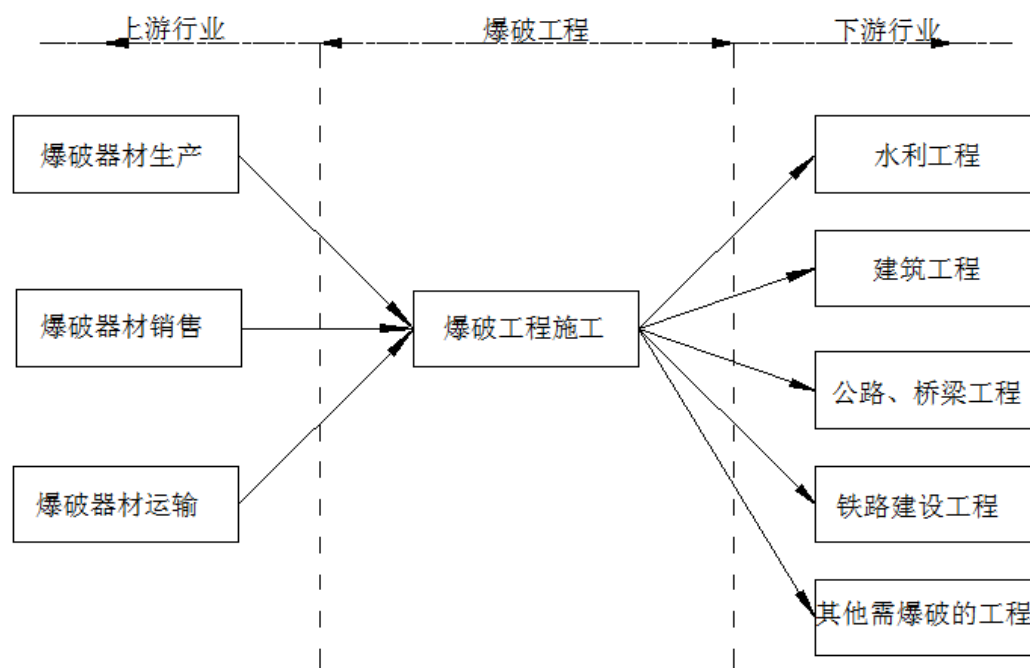 上游行业
爆破工程
下游行业
爆破器材生产
爆破器材销售
爆破器材运输
爆破工程施工
水利工程
建筑工程
公路、桥梁工程
铁路建设工程
其他需爆破的工程